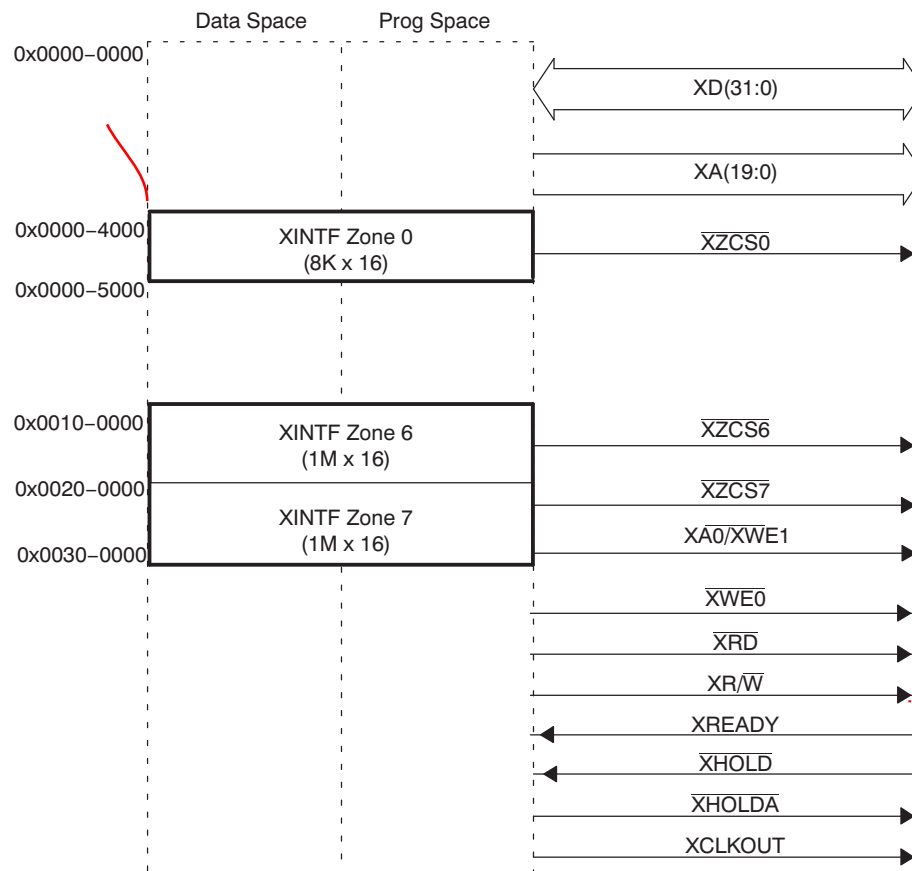 Data Space Prog Space
0x0000–0000
XD(31:0)
XA(19:0)
0x0000–4000
XINTF Zone 0
(8K x 16)
XZCS0
0x0000–5000
0x0010–0000
XINTF Zone 6
(1M x 16)
XZCS6
0x0020–0000
XZCS7
XINTF Zone 7
(1M x 16)
XA0/XWE1
0x0030–0000
XWE0
XRD
XR/W
XREADY
XHOLD
XHOLDA
XCLKOUT